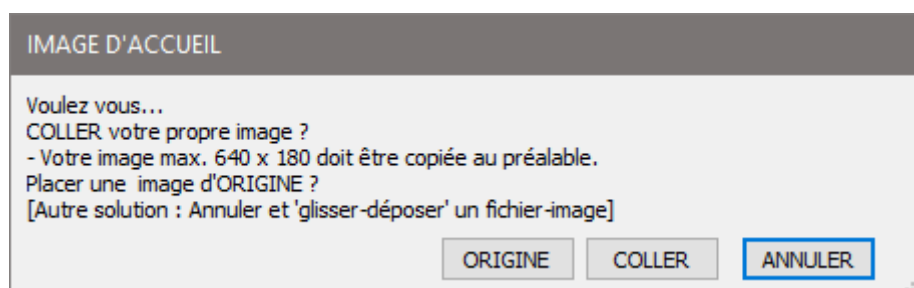 IMAGE D'ACCUEIL
Voulez vous...
COLLER votre propre image ?
- Votre image max. 640 x 180 doit être copiée au préalable.
Placer une  image d'ORIGINE ?
[Autre solution : Annuler et 'glisser-déposer' un fichier-image]
ORIGINE COLLER ANNULER